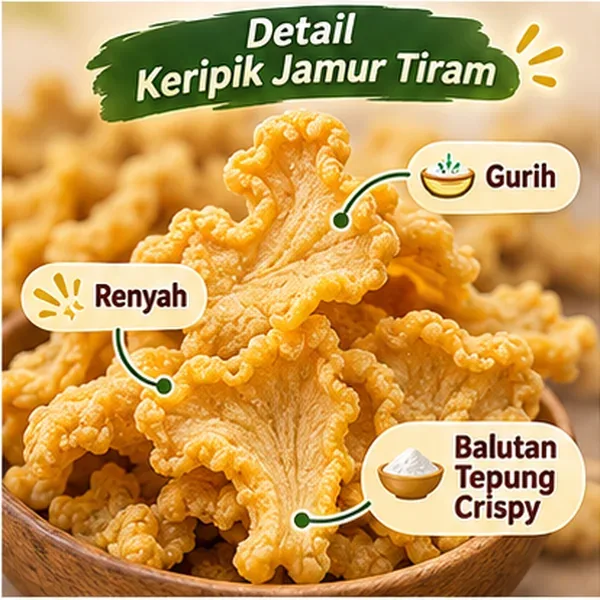 Detail
Keripik Jamur Tiram
Gurih
Renyah
Balutan
Tepung
Crispy